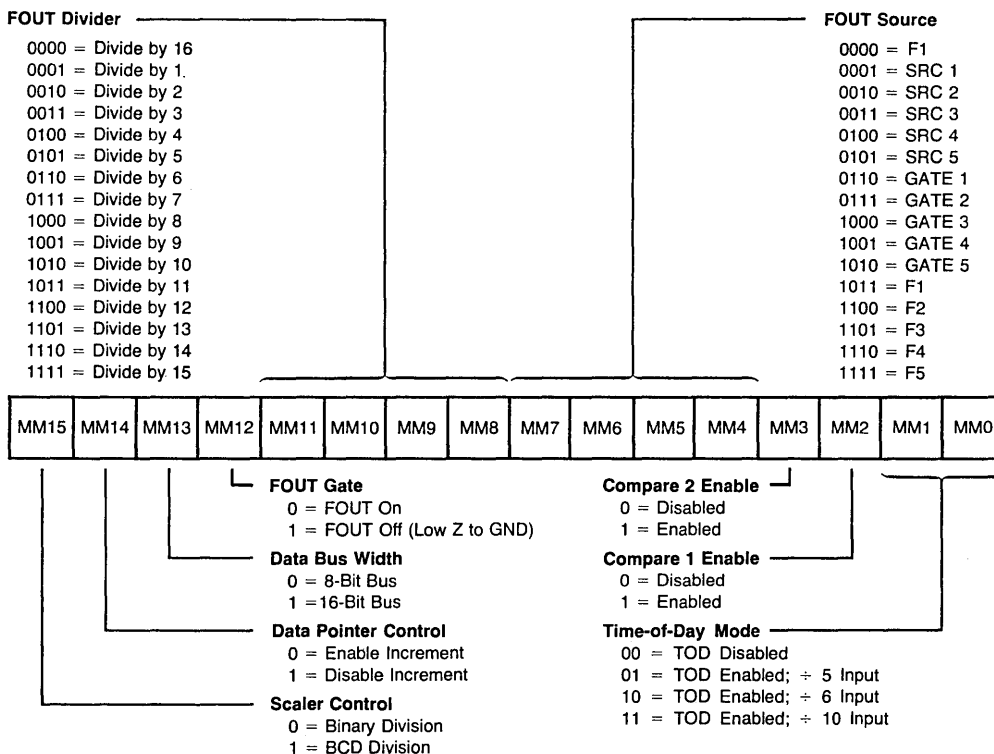 FOUT Divider
0000 = Divide by 16
0001 = Divide by 1.
0010 = Divide by 2
0011 = Divide by 3
0100 = Divide by 4
0101 = Divide by 5
0110 = Divide by 6
0111 = Divide by 7
1000 = Divide by 8
1001 = Divide by 9
1010 = Divide by 10
1011 = Divide by 11
1100 = Divide by 12
1101 = Divide by 13
1110 = Divide by 14
1111 = Divide by 15
FOUT Source
0000 = F1
0001 = SRC 1
0010 = SRC 2
0011 = SRC 3
0100 = SRC 4
0101 = SRC 5
0110 = GATE 1
0111 = GATE 2
1000 = GATE 3
1001 = GATE 4
1010 = GATE 5
1011 = F1
1100 = F2
1101 = F3
1110 = F4
1111 = F5
MM15 MM14 MM13 MM12 MM11 MM10 MM9 MM8 MM7 MM6 MM5 MM4 MM3 MM2 MM1 MM0
FOUT Gate
0 = FOUT On
1 = FOUT Off (Low Z to GND)
Data Bus Width
0 = 8-Bit Bus
1 =16-Bit Bus
Data Pointer Control
0 = Enable Increment
1 = Disable Increment
Scaler Control
0 = Binary Division
1 = BCD Division
Compare 2 Enable
0 = Disabled
1 = Enabled
Compare 1 Enable
0 = Disabled
1 = Enabled
Time-of-Day Mode
00 = TOD Disabled
01 = TOD Enabled; ÷ 5 Input
10 = TOD Enabled; ÷ 6 Input
11 = TOD Enabled; ÷ 10 Input